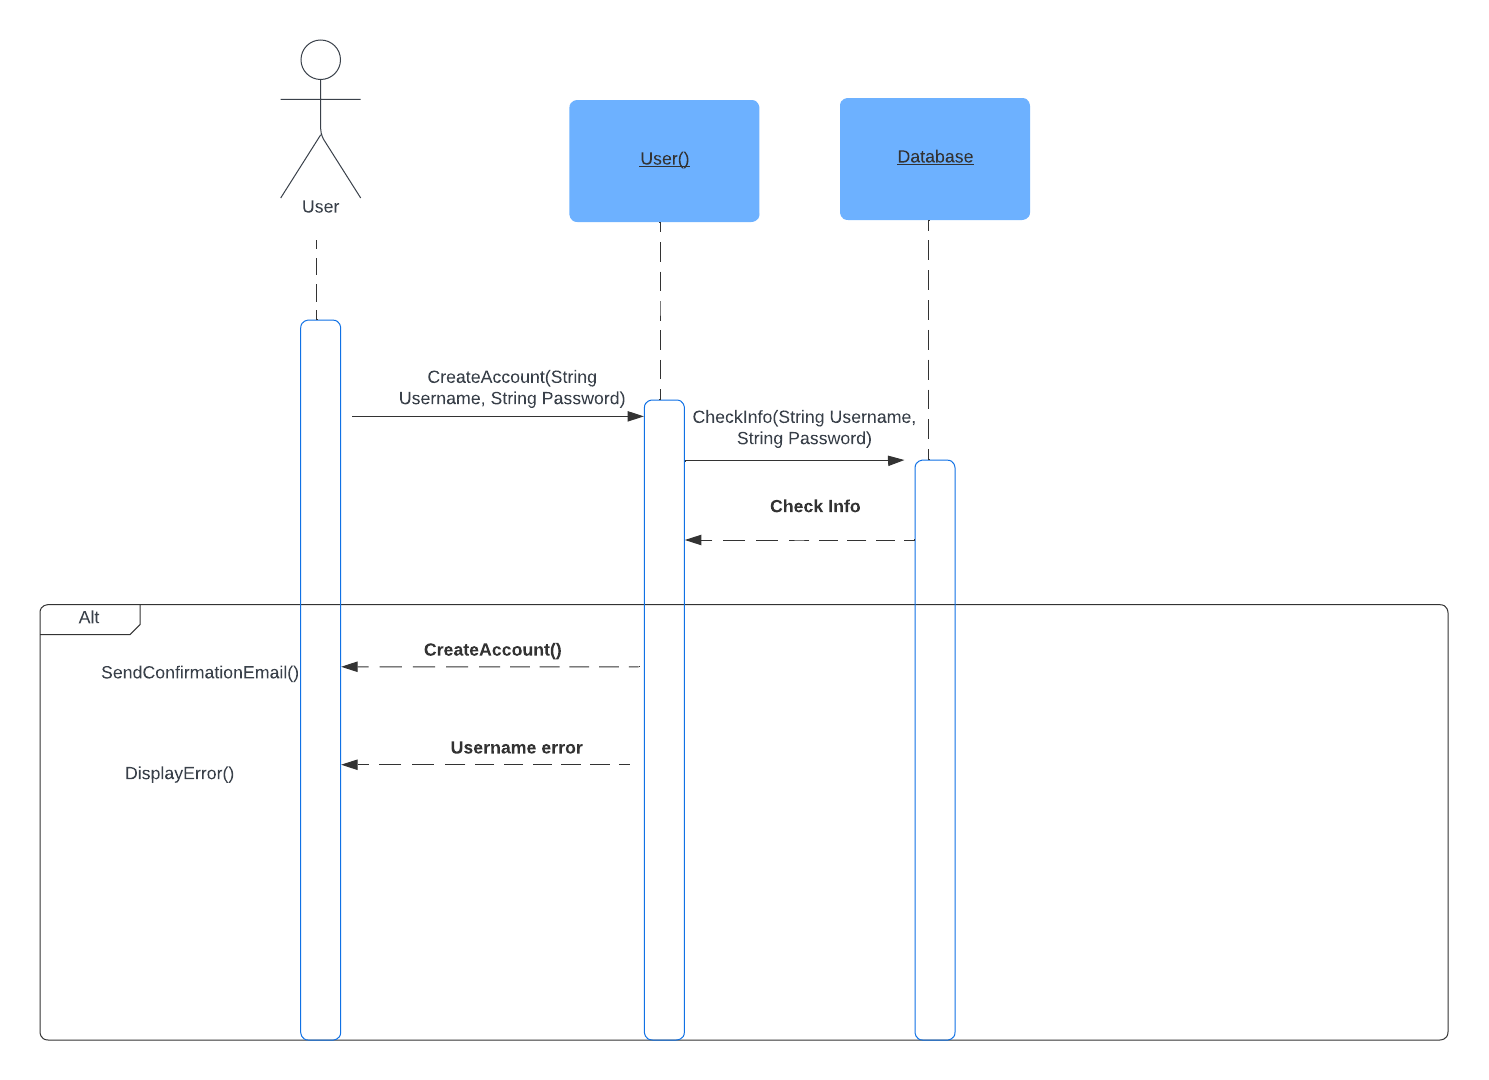 User
User()
Database
CreateAccount(String
Username, String Password)
CheckInfo(String Username,
String Password)
Check Info
Alt
CreateAccount()
SendConfirmationEmail()
Username error
DisplayError()